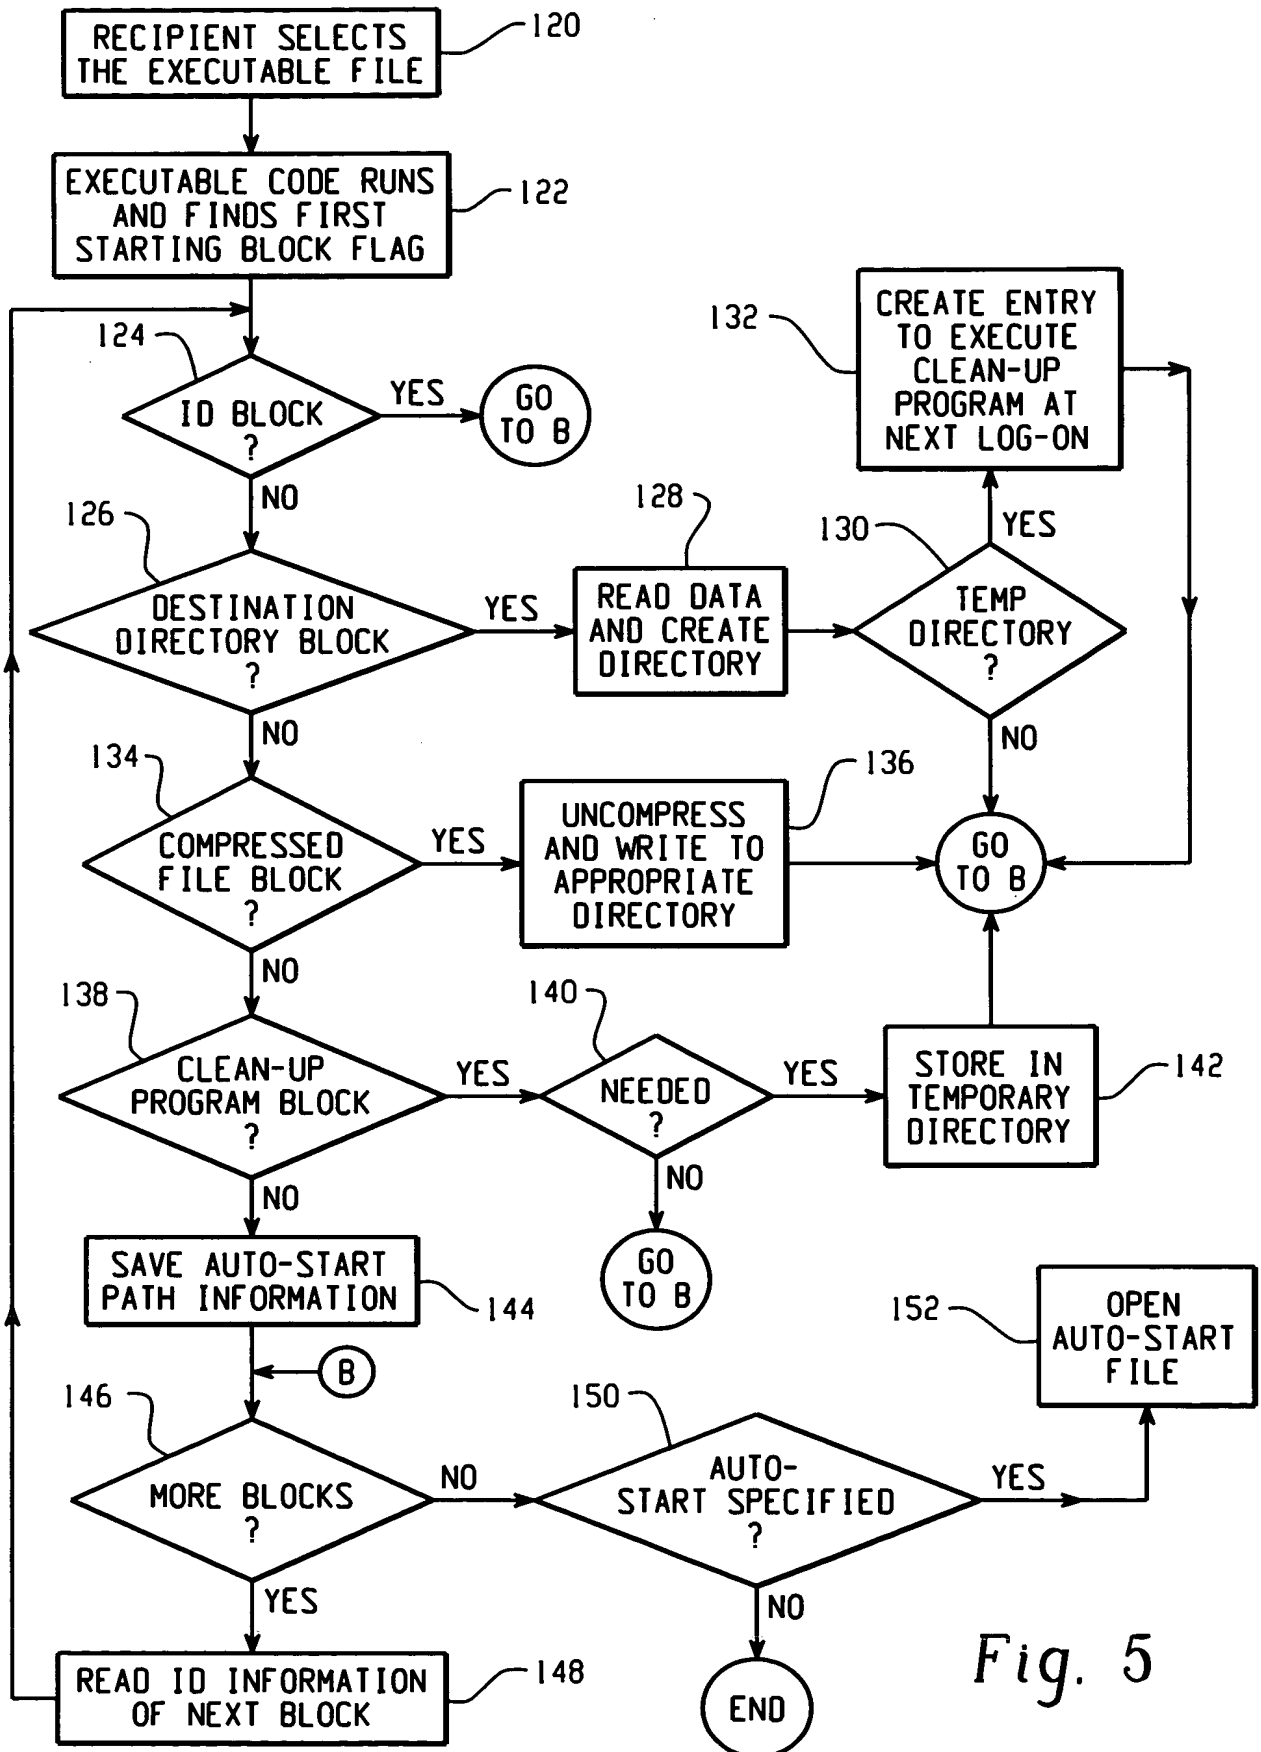 RECIPIENT SELECTS
THE EXECUTABLE FILE
120
EXECUTABLE CODE RUNS
AND FINDS FIRST
STARTING BLOCK FLAG
122
124
ID BLOCK
?
YES
GO
TO B
NO
132
CREATE ENTRY
TO EXECUTE
CLEAN-UP
PROGRAM AT
NEXT LOG-ON
126
DESTINATION
DIRECTORY BLOCK
?
YES
128
READ DATA
AND CREATE
DIRECTORY
130
YES
TEMP
DIRECTORY
?
NO
NO
134
COMPRESSED
FILE BLOCK
?
YES
UNCOMPRESS
AND WRITE TO
APPROPRIATE
DIRECTORY
136
GO
TO B
NO
138
CLEAN-UP
PROGRAM BLOCK
?
YES
140
NEEDED
?
YES
STORE IN
TEMPORARY
DIRECTORY
142
NO
NO
GO
TO B
SAVE AUTO-START
PATH INFORMATION
144
B
152
OPEN
AUTO-START
FILE
146
MORE BLOCKS
?
NO
150
AUTO-
START SPECIFIED
?
YES
YES
NO
READ ID INFORMATION
OF NEXT BLOCK
148
END
Fig. 5